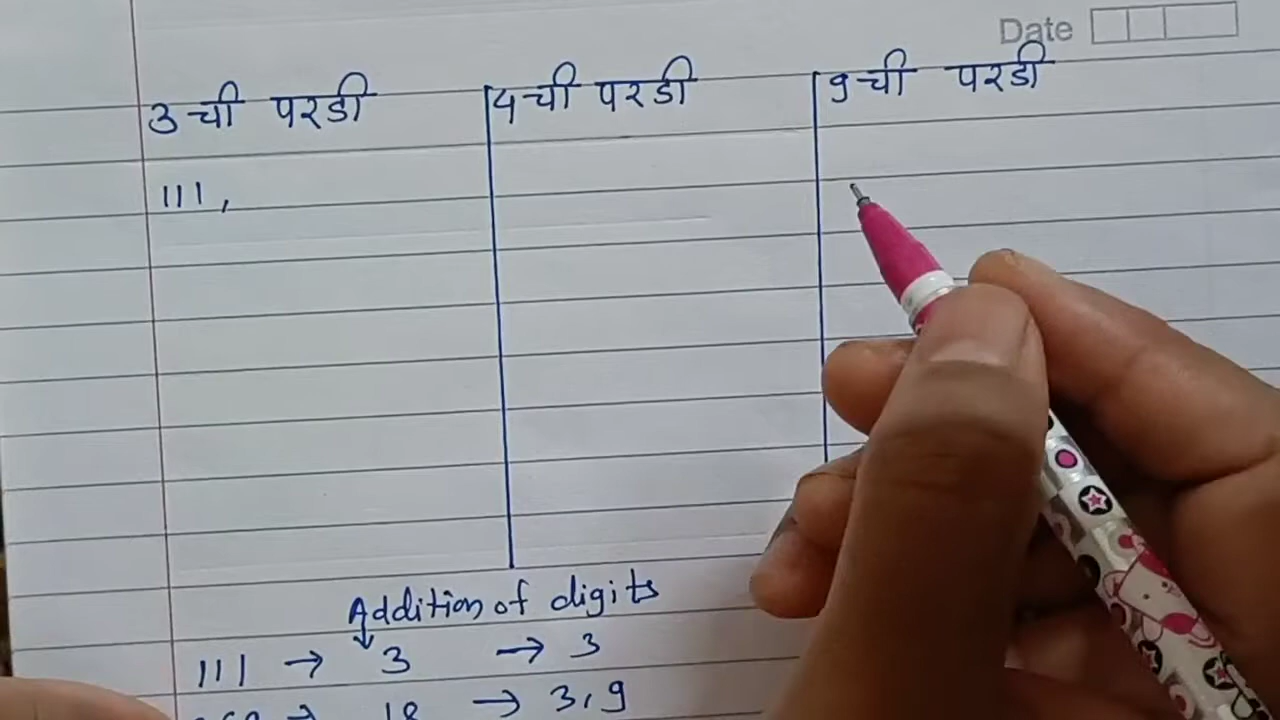 Date
3ची परडी 4ची परडी 9ची परडी
111,
Addition of digits
111 → 3 → 3
→ 18 → 3,9